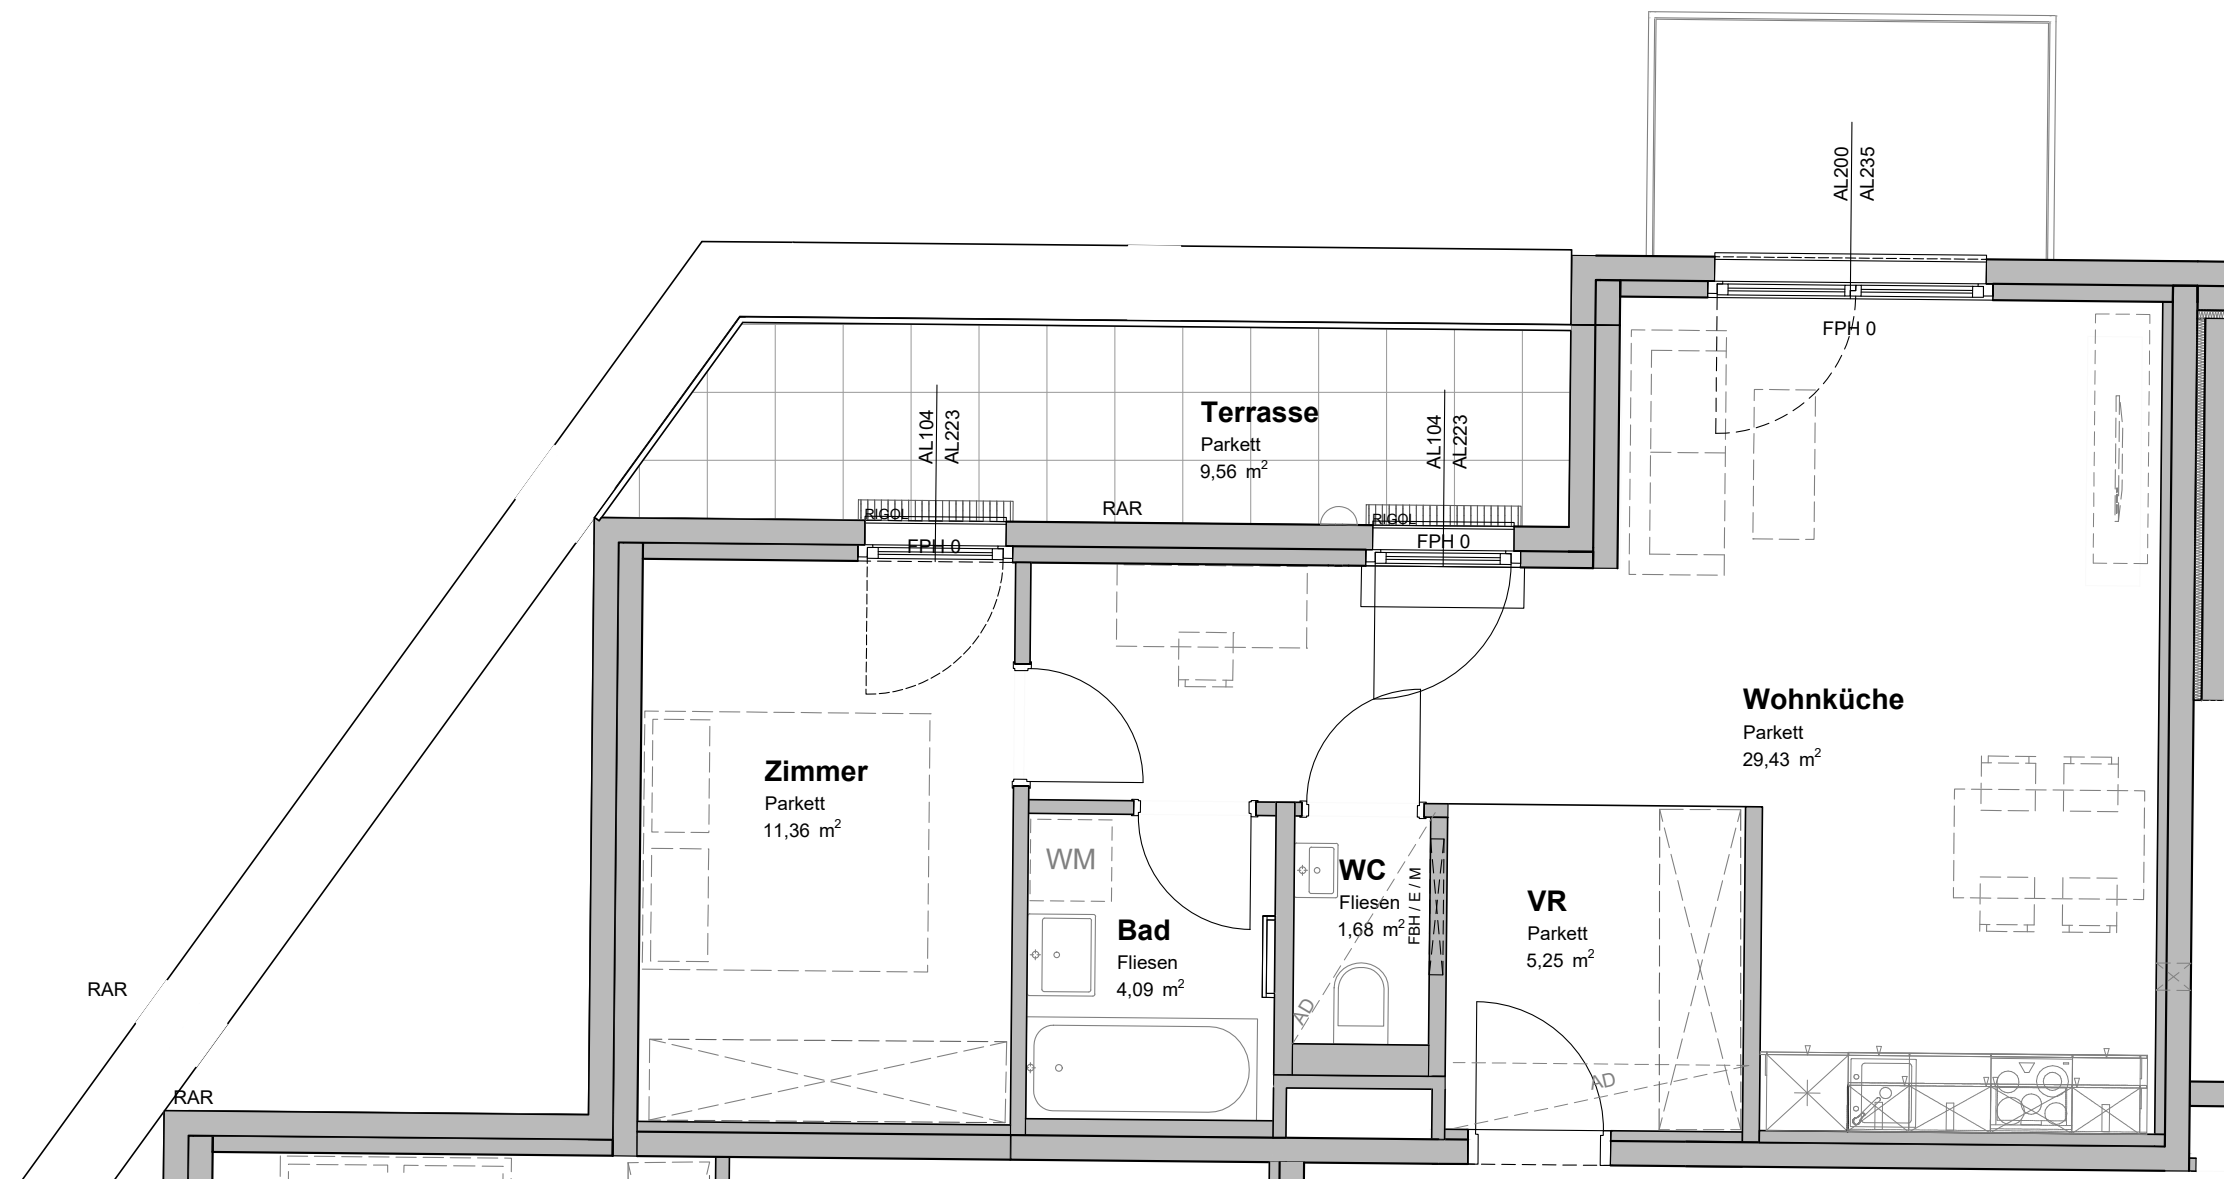 AL200
AL235
FPH 0
Terrasse
Parkett
9,56 m²
AL104
AL223
AL104
AL223
RIGOL
RAR
RIGOL
FPH 0
FPH 0
Wohnküche
Parkett
29,43 m²
Zimmer
Parkett
11,36 m²
WM
WC
Fliesen
1,68 m²
FBH / E / M
VR
Parkett
5,25 m²
Bad
Fliesen
4,09 m²
AD
AD
RAR
RAR